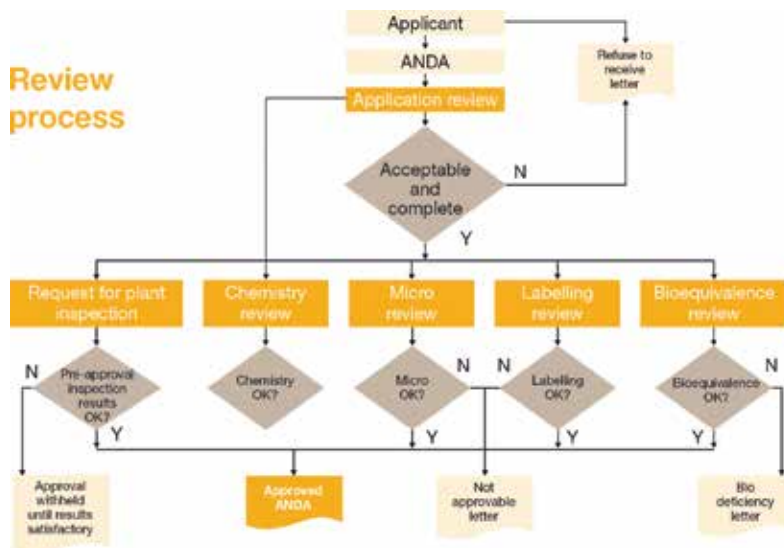 Review
process
Applicant
ANDA
Application review
Refuse to
receive
letter
Acceptable
and
complete
N
Y
Request for plant
inspection
Chemistry
review
Micro
review
Labelling
review
Bioequivalence
review
N
Pre-approval
inspection
results
OK?
Y
Chemistry
OK?
Micro
OK?
N
Y
N
Labelling
OK?
Y
Bioequivalence
OK?
N
Y
Approval
withheld
until results
satisfactory
Approved
ANDA
Not
approvable
letter
Bio
deficiency
letter